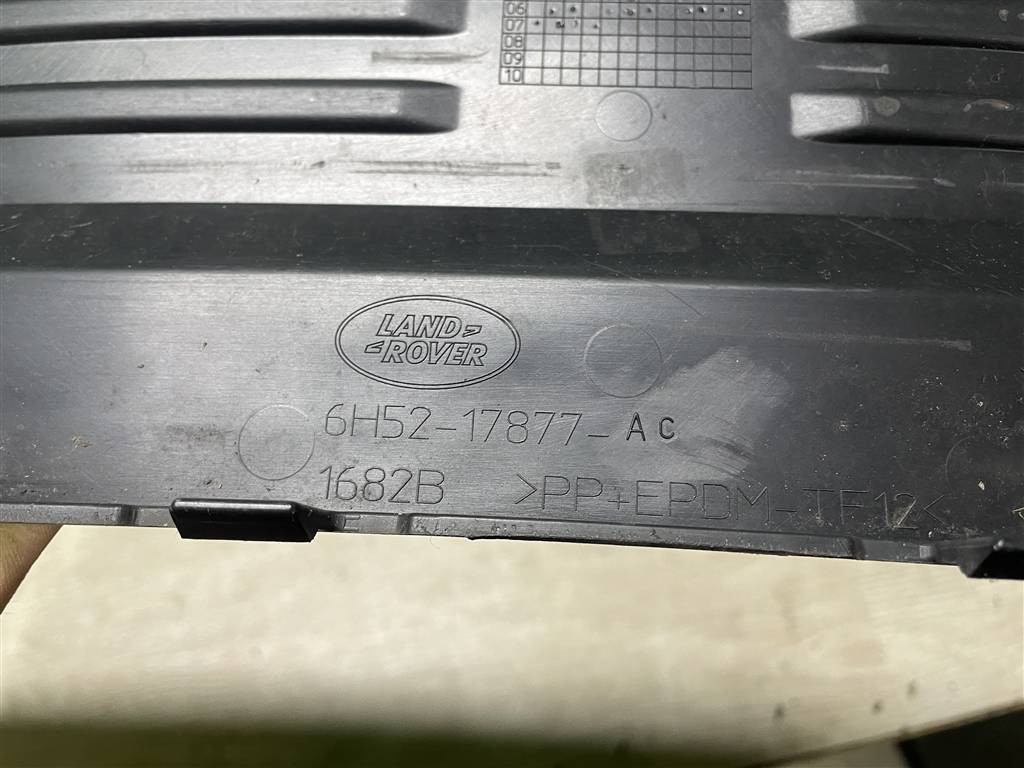 06
07
08
09
10
LAND
ROVER
6H52-17877-AC
1682B >PP+EPDM-TF12<